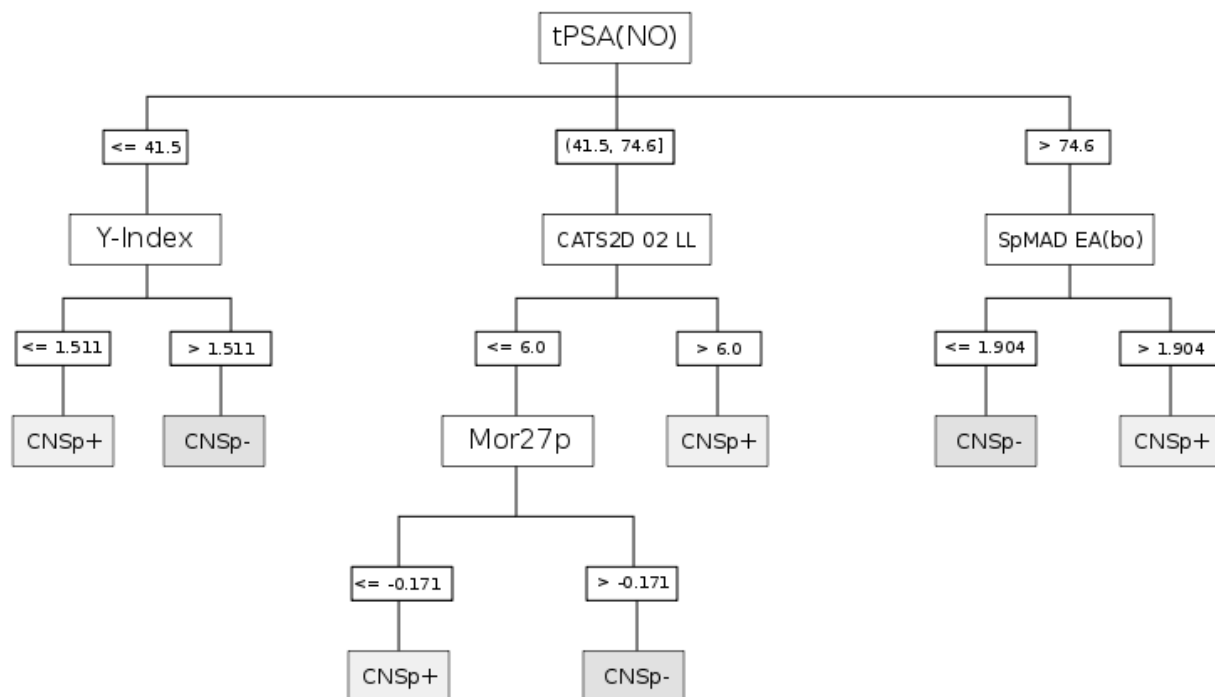 tPSA(NO)
<= 41.5
(41.5, 74.6]
> 74.6
Y-Index
CATS2D 02 LL
SpMAD EA(bo)
<= 1.511
> 1.511
<= 6.0
> 6.0
<= 1.904
> 1.904
CNSp+
CNSp-
Mor27p
CNSp+
CNSp-
CNSp+
<= -0.171
> -0.171
CNSp+
CNSp-